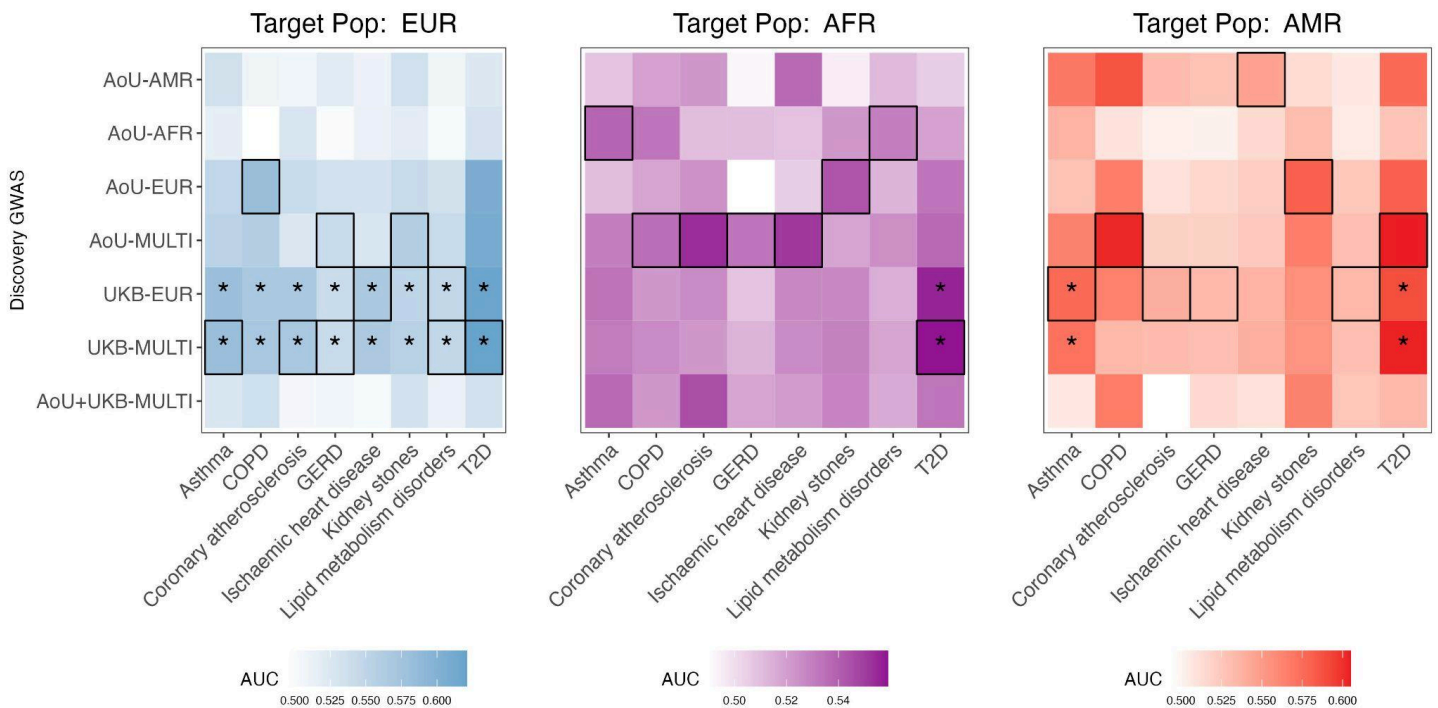 Target Pop: EUR
Target Pop: AFR
Target Pop: AMR
Discovery GWAS
AoU-AMR
AoU-AFR
AoU-EUR
AoU-MULTI
UKB-EUR
UKB-MULTI
AoU+UKB-MULTI
* * * * * * * *
* * * * * * * *
*
*
* *
* *
Asthma
COPD
Coronary atherosclerosis
GERD
Ischaemic heart disease
Kidney stones
Lipid metabolism disorders
T2D
Asthma
COPD
Coronary atherosclerosis
GERD
Ischaemic heart disease
Kidney stones
Lipid metabolism disorders
T2D
Asthma
COPD
Coronary atherosclerosis
GERD
Ischaemic heart disease
Kidney stones
Lipid metabolism disorders
T2D
AUC
0.500 0.525 0.550 0.575 0.600
AUC
0.50 0.52 0.54
AUC
0.500 0.525 0.550 0.575 0.600